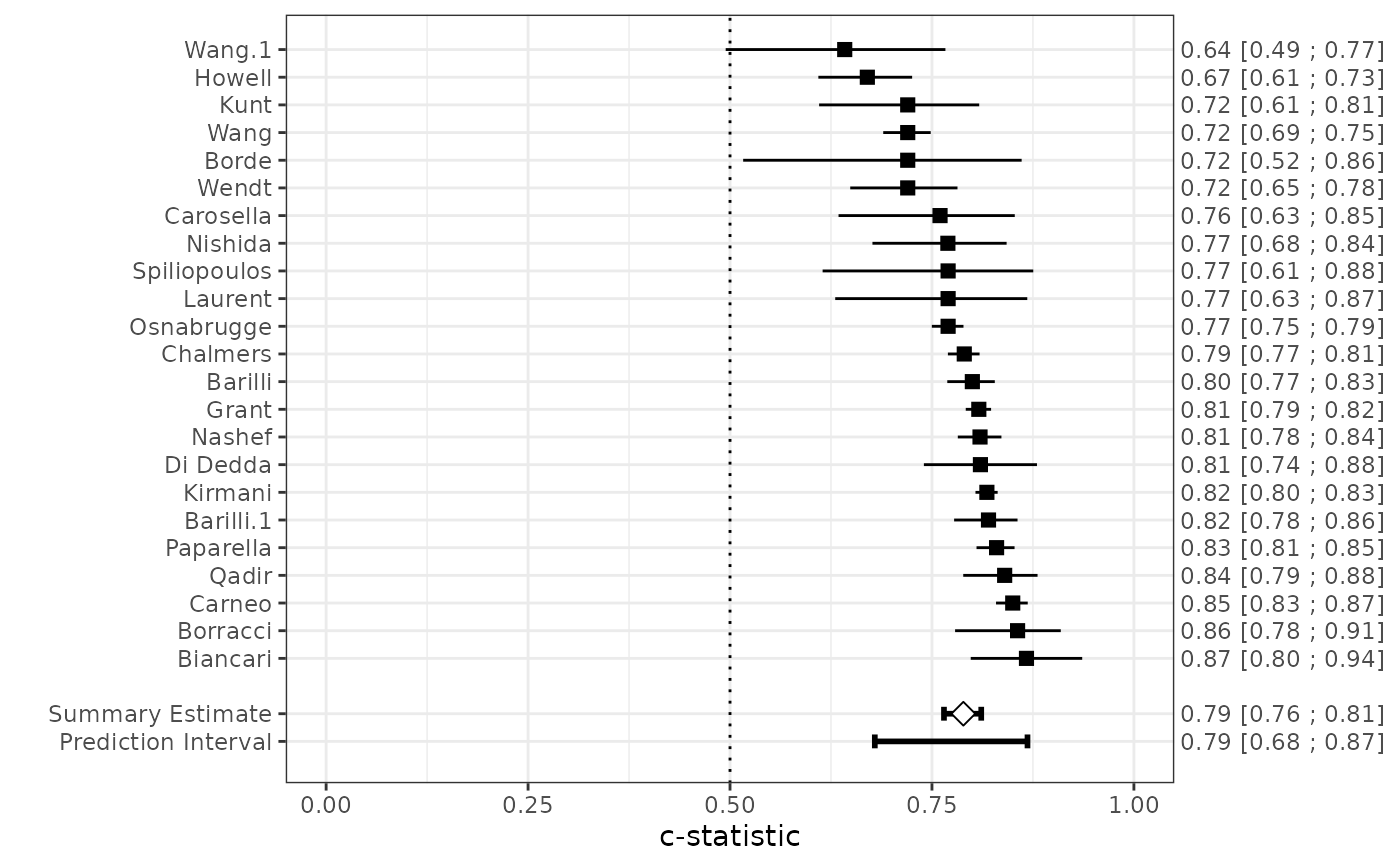 Wang.1 0.64 [0.49 ; 0.77]
Howell 0.67 [0.61 ; 0.73]
Kunt 0.72 [0.61 ; 0.81]
Wang 0.72 [0.69 ; 0.75]
Borde 0.72 [0.52 ; 0.86]
Wendt 0.72 [0.65 ; 0.78]
Carosella 0.76 [0.63 ; 0.85]
Nishida 0.77 [0.68 ; 0.84]
Spiliopoulos 0.77 [0.61 ; 0.88]
Laurent 0.77 [0.63 ; 0.87]
Osnabrugge 0.77 [0.75 ; 0.79]
Chalmers 0.79 [0.77 ; 0.81]
Barilli 0.80 [0.77 ; 0.83]
Grant 0.81 [0.79 ; 0.82]
Nashef 0.81 [0.78 ; 0.84]
Di Dedda 0.81 [0.74 ; 0.88]
Kirmani 0.82 [0.80 ; 0.83]
Barilli.1 0.82 [0.78 ; 0.86]
Paparella 0.83 [0.81 ; 0.85]
Qadir 0.84 [0.79 ; 0.88]
Carneo 0.85 [0.83 ; 0.87]
Borracci 0.86 [0.78 ; 0.91]
Biancari 0.87 [0.80 ; 0.94]
Summary Estimate 0.79 [0.76 ; 0.81]
Prediction Interval 0.79 [0.68 ; 0.87]
0.00 0.25 0.50 0.75 1.00
c-statistic